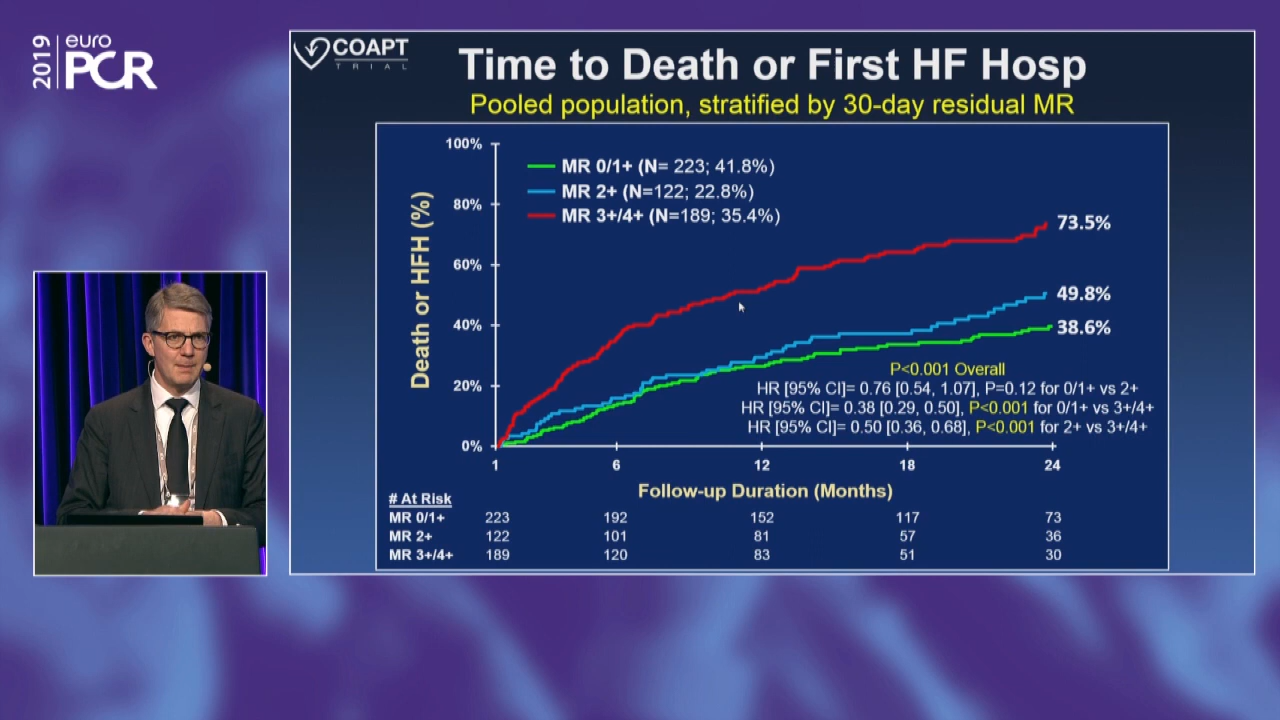 2019
euro
PCR
COAPT
TRIAL
Time to Death or First HF Hosp
Pooled population, stratified by 30-day residual MR
100%
80%
60%
40%
20%
0%
Death or HFH (%)
MR 0/1+ (N= 223; 41.8%)
MR 2+ (N=122; 22.8%)
MR 3+/4+ (N=189; 35.4%)
73.5%
49.8%
38.6%
P<0.001 Overall
HR [95% CI]= 0.76 [0.54, 1.07], P=0.12 for 0/1+ vs 2+
HR [95% CI]= 0.38 [0.29, 0.50], P<0.001 for 0/1+ vs 3+/4+
HR [95% CI]= 0.50 [0.36, 0.68], P<0.001 for 2+ vs 3+/4+
1 6 12 18 24
Follow-up Duration (Months)
# At Risk
MR 0/1+ 223 192 152 117 73
MR 2+ 122 101 81 57 36
MR 3+/4+ 189 120 83 51 30